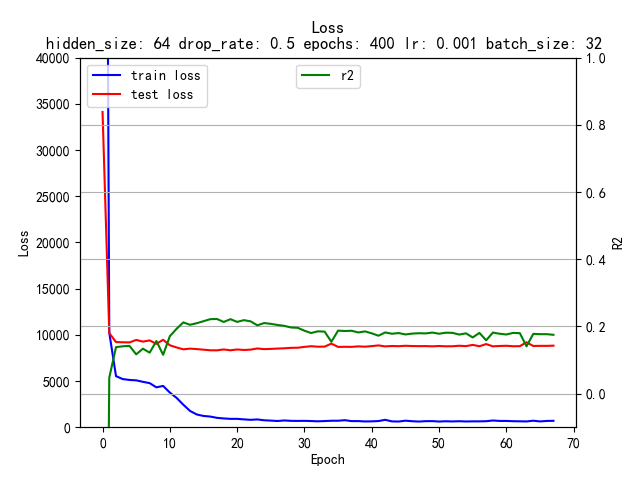 Loss
hidden_size: 64 drop_rate: 0.5 epochs: 400 lr: 0.001 batch_size: 32
train loss
test loss
r2
40000
35000
30000
25000
20000
15000
10000
5000
0
Loss
1.0
0.8
0.6
0.4
0.2
0.0
R2
0 10 20 30 40 50 60 70
Epoch